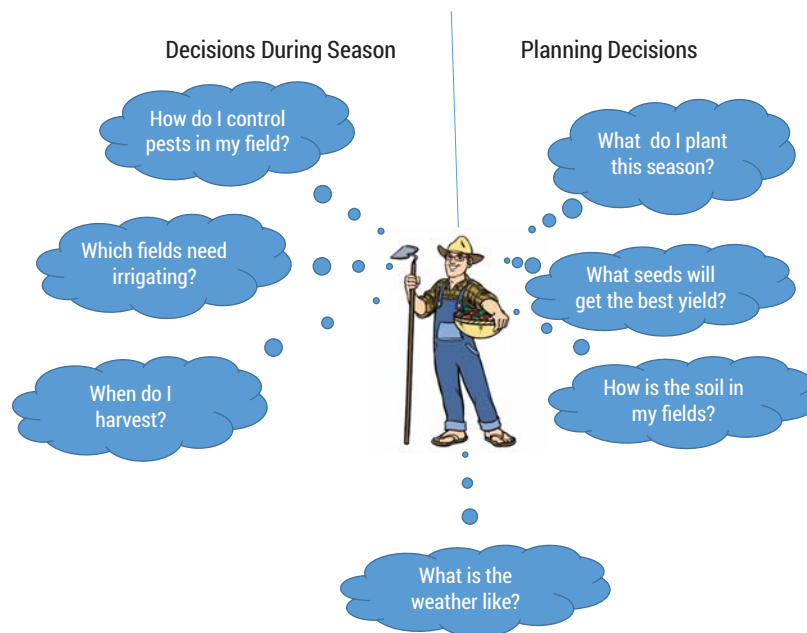 Decisions During Season
Planning Decisions
How do I control
pests in my field?
What do I plant
this season?
Which fields need
irrigating?
What seeds will
get the best yield?
When do I
harvest?
How is the soil in
my fields?
What is the
weather like?